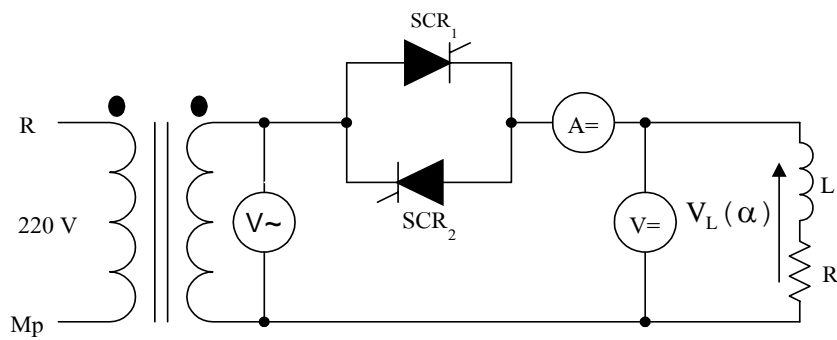 SCR1
R
A=
220 V
V~
SCR2
V=
VL(α)
L
R
Mp